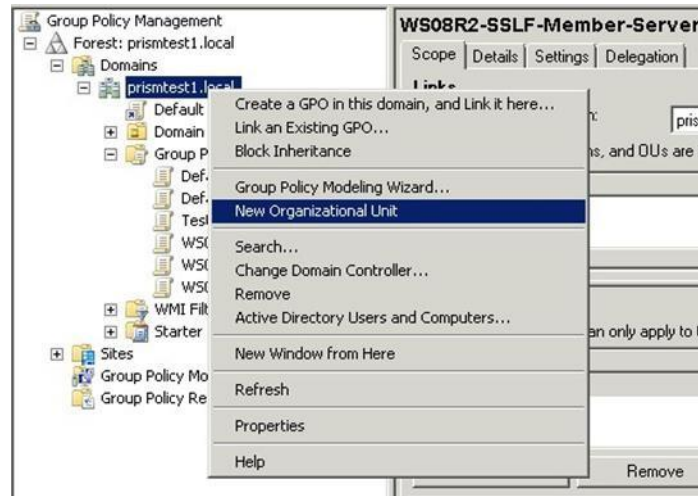 Group Policy Management
Forest: prismtest1.local
Domains
prismtest1.local
Default
Domain
Group P
Def
Def
Test
WS0
WS0
WS0
WMI Filt
Starter
Sites
Group Policy Mo
Group Policy Re
Create a GPO in this domain, and Link it here...
Link an Existing GPO...
Block Inheritance
Group Policy Modeling Wizard...
New Organizational Unit
Search...
Change Domain Controller...
Remove
Active Directory Users and Computers...
New Window from Here
Refresh
Properties
Help
WS08R2-SSLF-Member-Server
Scope Details Settings Delegation
Links
pris
ns, and OUs are
an only apply to
Remove